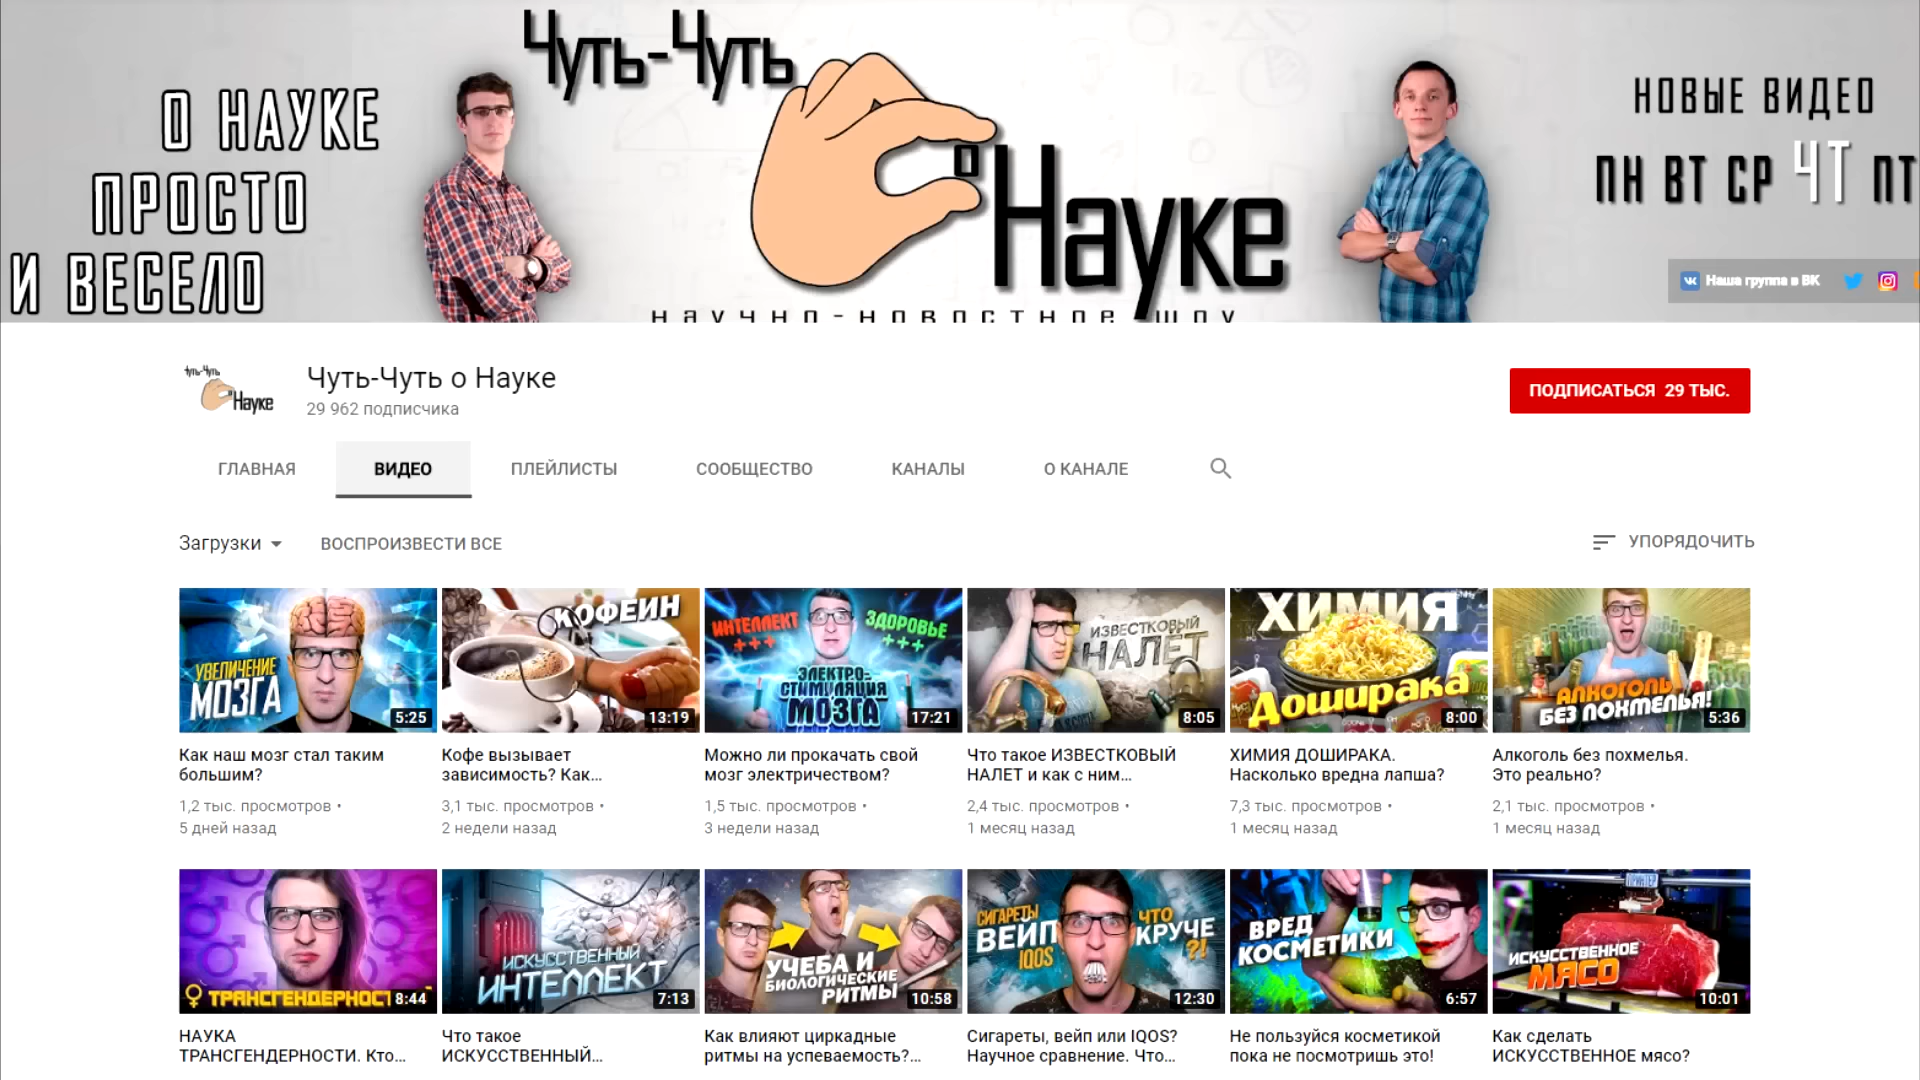 Чуть-Чуть
о Науке
научно-новостное шоу
О НАУКЕ
ПРОСТО
И ВЕСЕЛО
НОВЫЕ ВИДЕО
ПН ВТ СР ЧТ ПТ
Наша группа в ВК
Чуть-Чуть
о Науке
Чуть-Чуть о Науке
29 962 подписчика
ПОДПИСАТЬСЯ 29 ТЫС.
ГЛАВНАЯ ВИДЕО ПЛЕЙЛИСТЫ СООБЩЕСТВО КАНАЛЫ О КАНАЛЕ
Загрузки ВОСПРОИЗВЕСТИ ВСЕ УПОРЯДОЧИТЬ
УВЕЛИЧЕНИЕ
МОЗГА
5:25
Как наш мозг стал таким
большим?
1,2 тыс. просмотров •
5 дней назад
КОФЕИН
13:19
Кофе вызывает
зависимость? Как...
3,1 тыс. просмотров •
2 недели назад
ИНТЕЛЛЕКТ
+++
ЗДОРОВЬЕ
+++
ЭЛЕКТРО-
СТИМУЛЯЦИЯ
МОЗГА
17:21
Можно ли прокачать свой
мозг электричеством?
1,5 тыс. просмотров •
3 недели назад
ИЗВЕСТКОВЫЙ
НАЛЁТ
8:05
Что такое ИЗВЕСТКОВЫЙ
НАЛЕТ и как с ним...
2,4 тыс. просмотров •
1 месяц назад
ХИМИЯ
Доширака
8:00
ХИМИЯ ДОШИРАКА.
Насколько вредна лапша?
7,3 тыс. просмотров •
1 месяц назад
АЛКОГОЛЬ
БЕЗ ПОХМЕЛЬЯ!
5:36
Алкоголь без похмелья.
Это реально?
2,1 тыс. просмотров •
1 месяц назад
ТРАНСГЕНДЕРНОСТ
8:44
НАУКА
ТРАНСГЕНДЕРНОСТИ. Кто...
ИСКУССТВЕННЫЙ
ИНТЕЛЛЕКТ
7:13
Что такое
ИСКУССТВЕННЫЙ...
УЧЕБА И
БИОЛОГИЧЕСКИЕ
РИТМЫ
10:58
Как влияют циркадные
ритмы на успеваемость?...
СИГАРЕТЫ
ВЕЙП
IQOS
ЧТО
КРУЧЕ
?!
12:30
Сигареты, вейп или IQOS?
Научное сравнение. Что...
ВРЕД
КОСМЕТИКИ
6:57
Не пользуйся косметикой
пока не посмотришь это!
ПРИНТЕР
ИСКУССТВЕННОЕ
МЯСО
10:01
Как сделать
ИСКУССТВЕННОЕ мясо?